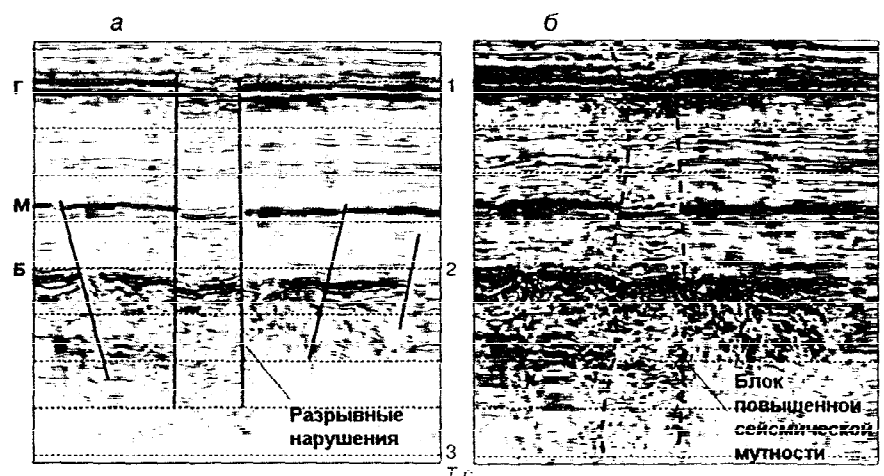 а
б
Г
1
М
Б
2
Разрывные
нарушения
Блок
повышенной
сейсмической
мутности
3